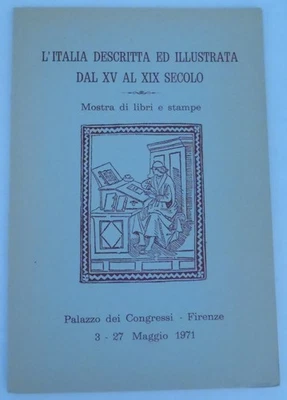 L'ITALIA DESCRITTA ED ILLUSTRATA
DAL XV AL XIX SECOLO
Mostra di libri e stampe
Palazzo dei Congressi - Firenze
3 - 27 Maggio 1971